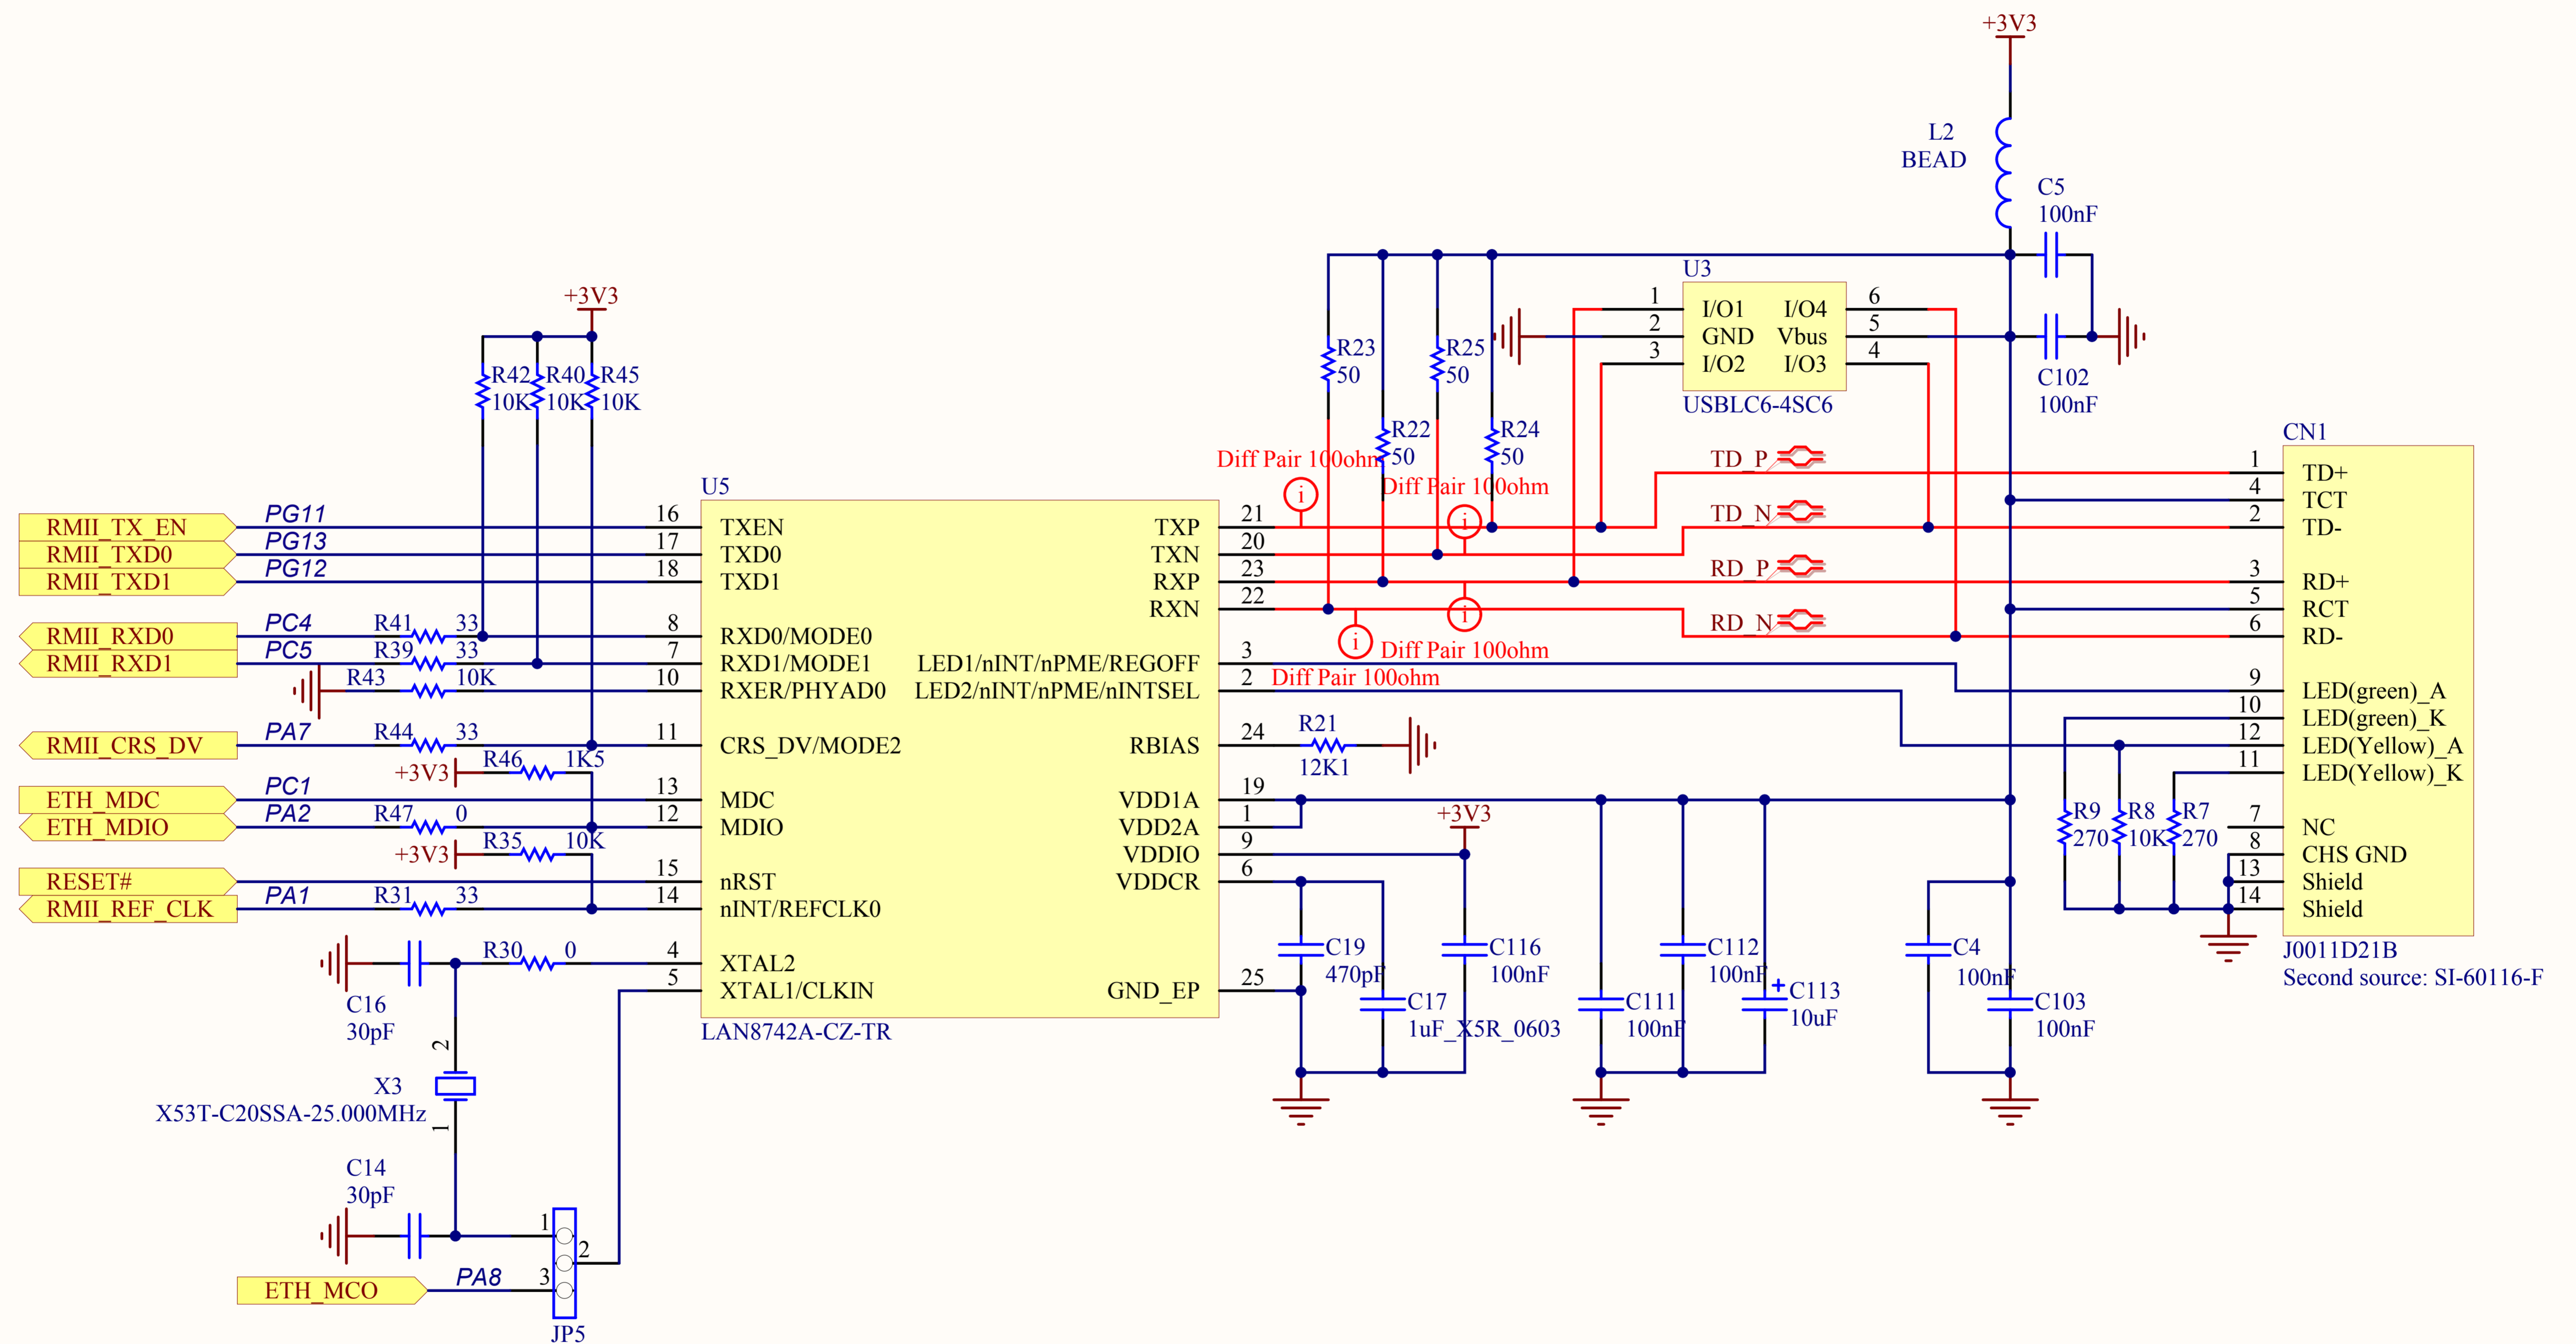 +3V3
L2
BEAD
C5
100nF
C102
100nF
U3
1 I/O1 I/O4 6
2 GND Vbus 5
3 I/O2 I/O3 4
USBLC6-4SC6
R23
50
R25
50
R22
50
R24
50
+3V3
R42
10K
R40
10K
R45
10K
Diff Pair 100ohm
i
Diff Pair 100ohm
i
i
Diff Pair 100ohm
i
Diff Pair 100ohm
TD_P
TD_N
RD_P
RD_N
RMII_TX_EN PG11
RMII_TXD0 PG13
RMII_TXD1 PG12
RMII_RXD0 PC4 R41 33
RMII_RXD1 PC5 R39 33
R43 10K
RMII_CRS_DV PA7 R44 33
+3V3 R46 1K5
ETH_MDC PC1
ETH_MDIO PA2 R47 0
+3V3 R35 10K
RESET#
RMII_REF_CLK PA1 R31 33
R30 0
C16
30pF
2
X3
X53T-C20SSA-25.000MHz
1
C14
30pF
1
2
3
ETH_MCO PA8
JP5
U5
16 TXEN
17 TXD0
18 TXD1
8 RXD0/MODE0
7 RXD1/MODE1
10 RXER/PHYAD0
11 CRS_DV/MODE2
13 MDC
12 MDIO
15 nRST
14 nINT/REFCLK0
4 XTAL2
5 XTAL1/CLKIN
TXP 21
TXN 20
RXP 23
RXN 22
LED1/nINT/nPME/REGOFF 3
LED2/nINT/nPME/nINTSEL 2
RBIAS 24
VDD1A 19
VDD2A 1
VDDIO 9
VDDCR 6
GND_EP 25
LAN8742A-CZ-TR
R21
12K1
+3V3
C19
470pF
C17
1uF_X5R_0603
C116
100nF
C111
100nF
C112
100nF
+
C113
10uF
C4
100nF
C103
100nF
CN1
1 TD+
4 TCT
2 TD-
3 RD+
5 RCT
6 RD-
9 LED(green)_A
10 LED(green)_K
12 LED(Yellow)_A
11 LED(Yellow)_K
7 NC
8 CHS GND
13 Shield
14 Shield
R9
270
R8
10K
R7
270
J0011D21B
Second source: SI-60116-F